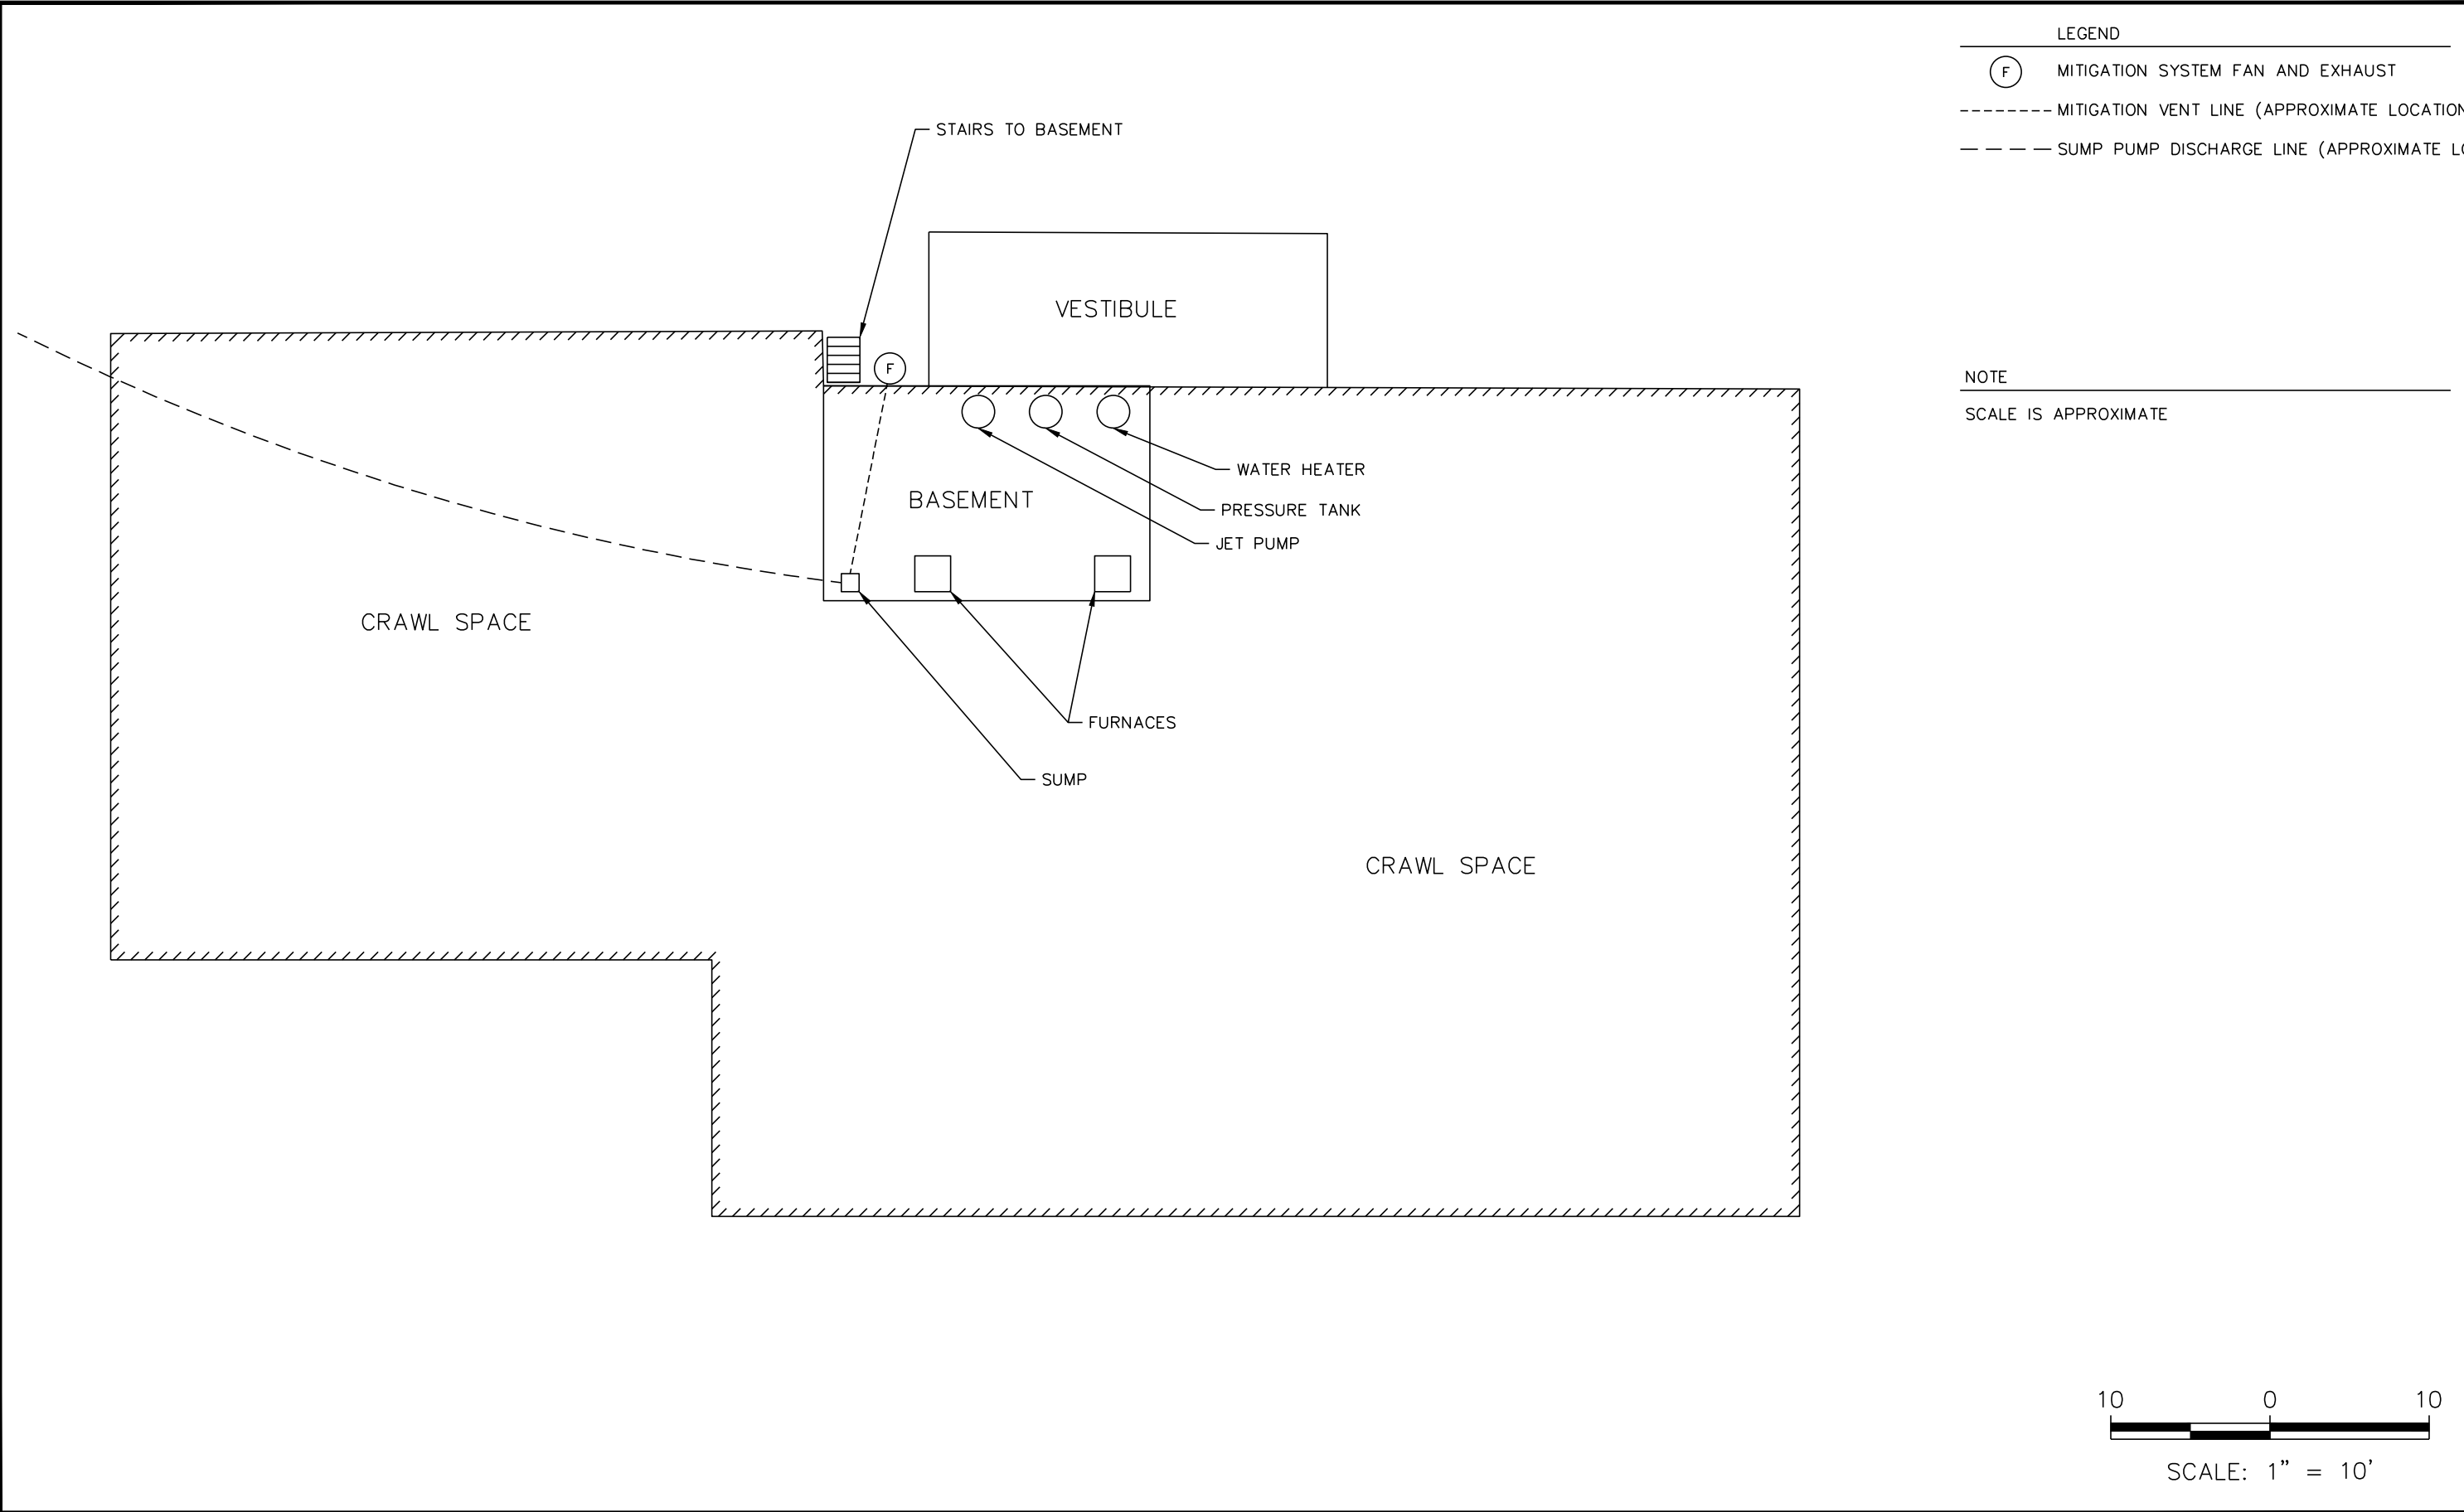 LEGEND
F MITIGATION SYSTEM FAN AND EXHAUST
MITIGATION VENT LINE (APPROXIMATE LOCATION
SUMP PUMP DISCHARGE LINE (APPROXIMATE
STAIRS TO BASEMENT
VESTIBULE
F
NOTE
SCALE IS APPROXIMATE
WATER HEATER
BASEMENT
PRESSURE TANK
JET PUMP
CRAWL SPACE
FURNACES
SUMP
CRAWL SPACE
10 0 10
SCALE: 1" = 10'